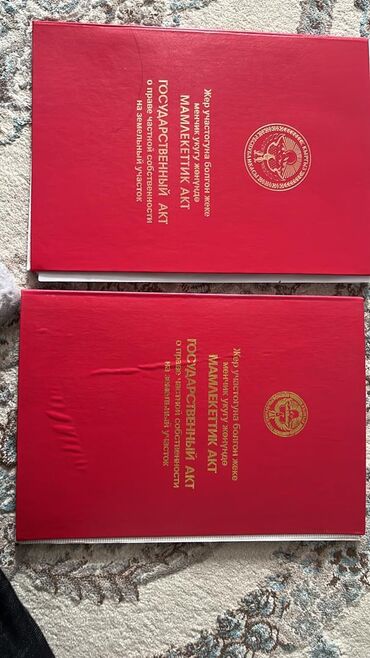 Жер участогуна болгон жеке
менчик укугу жөнүндө
МАМЛЕКЕТТИК АКТ
ГОСУДАРСТВЕННЫЙ АКТ
о праве частной собственности
на земельный участок
Жер участогуна болгон жеке
менчик укугу жөнүндө
МАМЛЕКЕТТИК АКТ
ГОСУДАРСТВЕННЫЙ АКТ
о праве частной собственности
на земельный участок